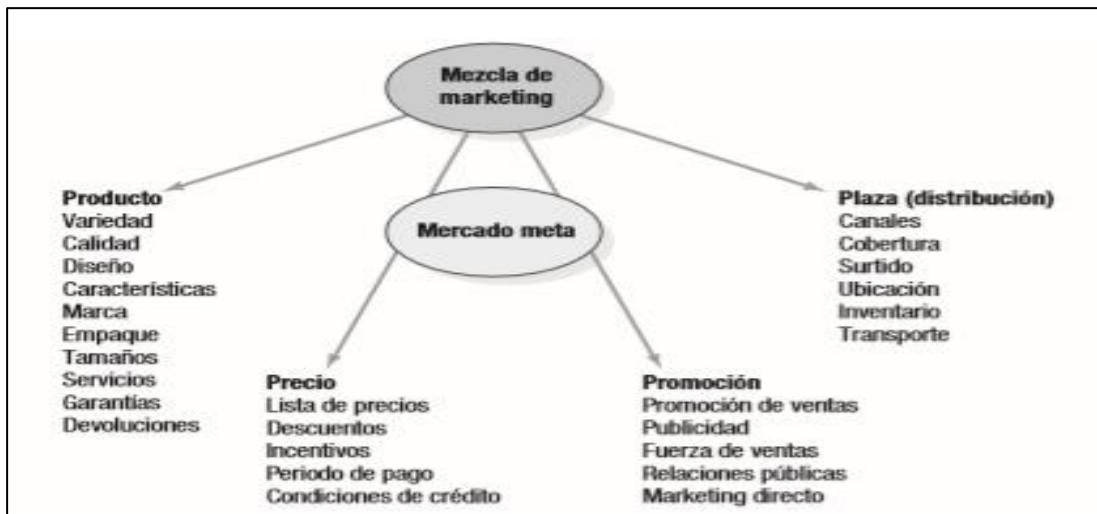 Mezcla de
marketing
Mercado meta
Producto
Variedad
Calidad
Diseño
Características
Marca
Empaque
Tamaños
Servicios
Garantías
Devoluciones
Precio
Lista de precios
Descuentos
Incentivos
Periodo de pago
Condiciones de crédito
Promoción
Promoción de ventas
Publicidad
Fuerza de ventas
Relaciones públicas
Marketing directo
Plaza (distribución)
Canales
Cobertura
Surtido
Ubicación
Inventario
Transporte